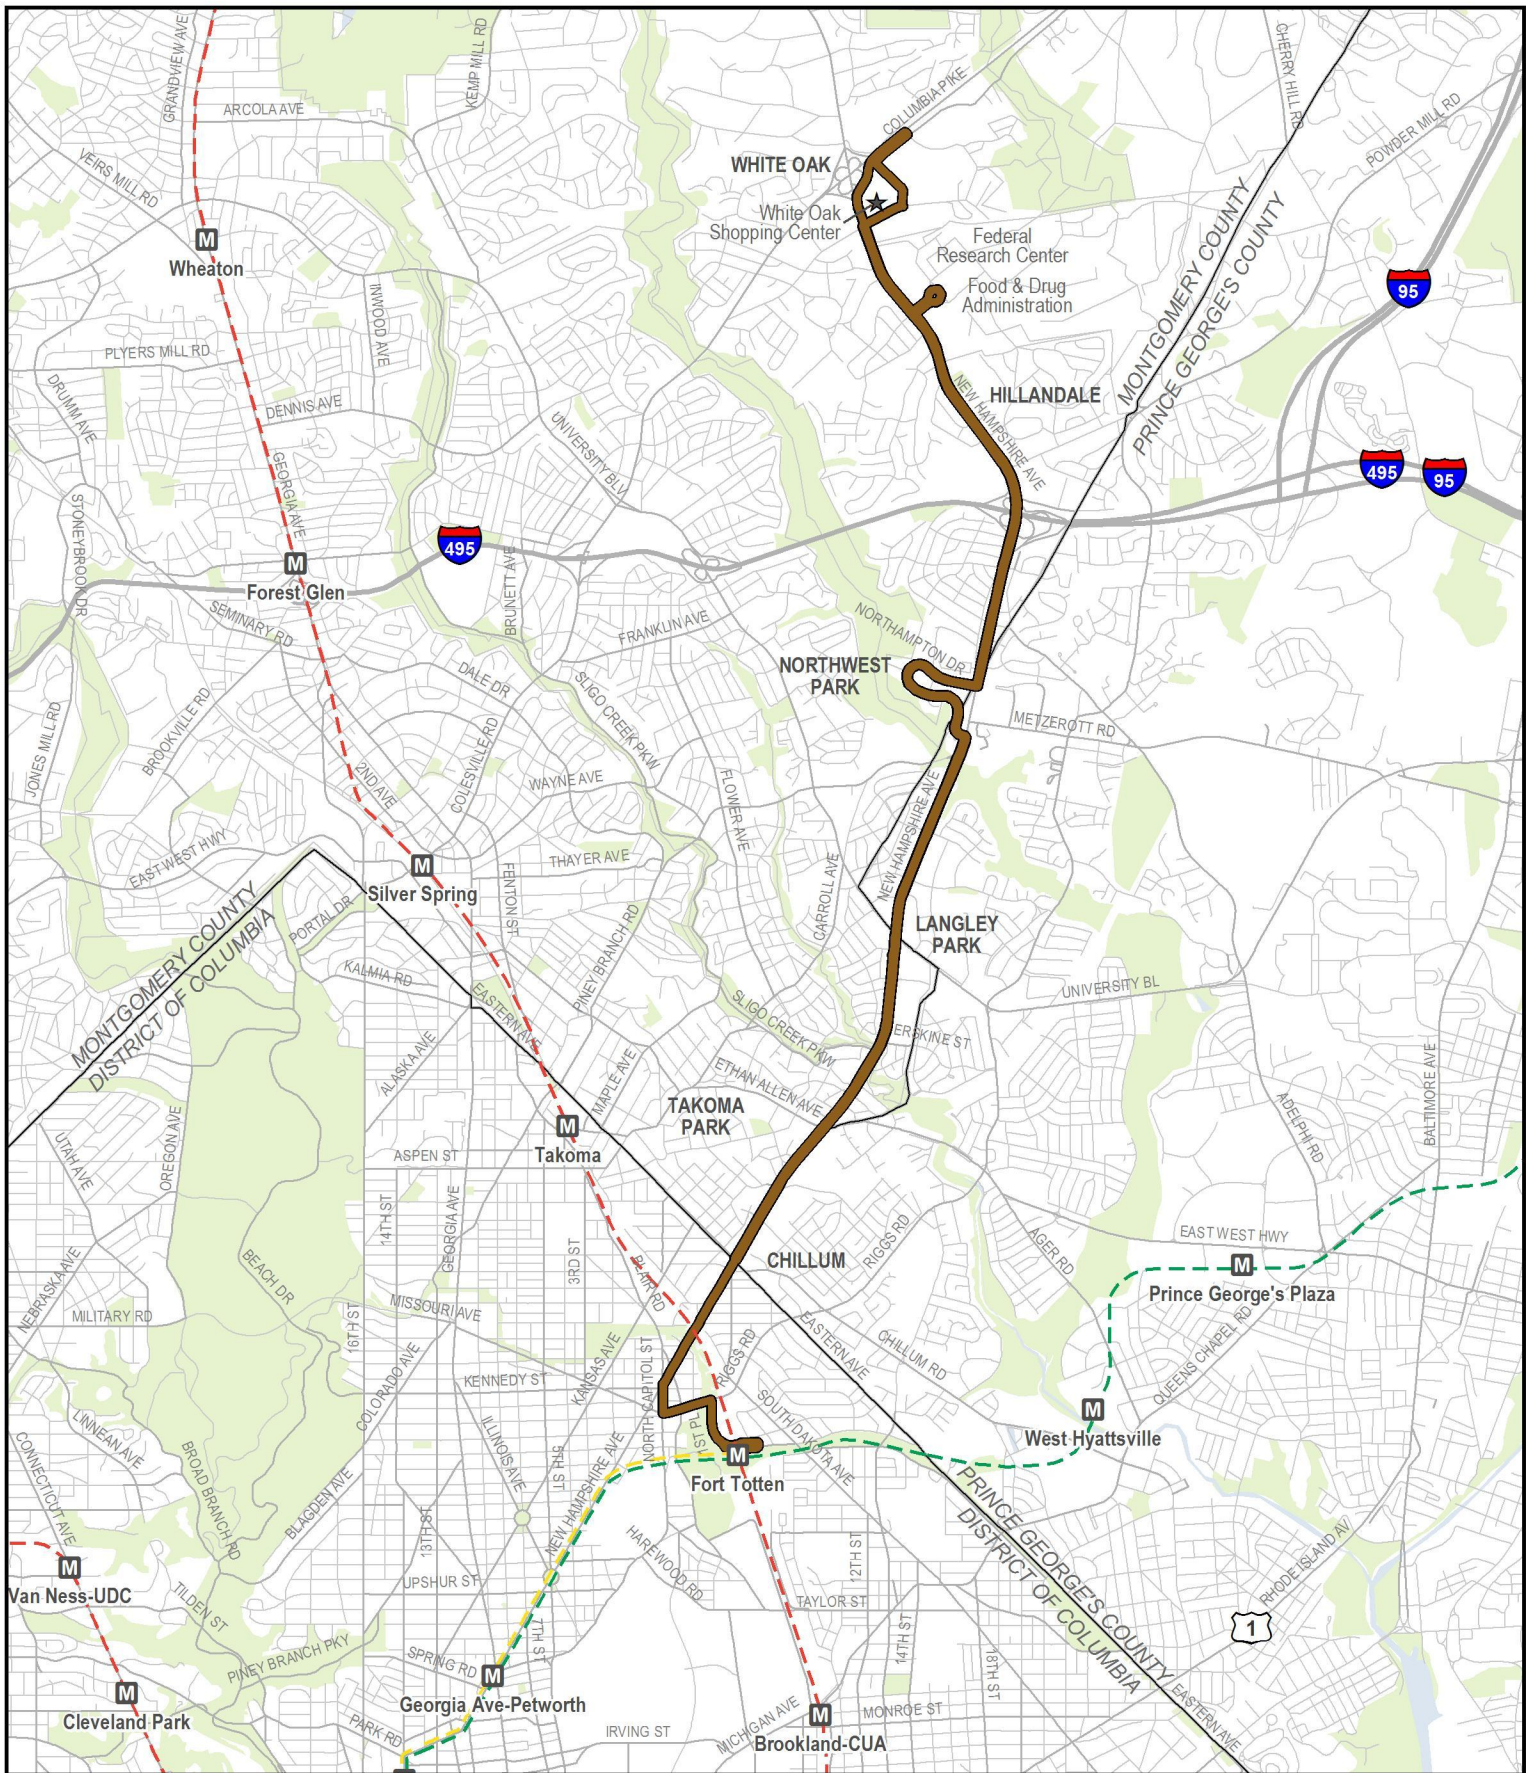 GRANDVIEW AVE
KEMP MILL RD
COLUMBIA PIKE
CHERRY HILL RD
ARCOLA AVE
POWDER MILL RD
VEIRS MILL RD
WHITE OAK
White Oak
Shopping Center
MONTGOMERY COUNTY
PRINCE GEORGE'S COUNTY
M
Wheaton
Federal
Research Center
Food & Drug
Administration
95
INWOOD AVE
PLYERS MILL RD
DRUMM AVE
DENNIS AVE
HILLANDALE
NEW HAMPSHIRE AVE
UNIVERSITY BLV
GEORGIA AVE
495
95
STONEYBROOK DR
495
BRUNETT AVE
M
Forest Glen
SEMINARY RD
FRANKLIN AVE
NORTHAMPTON DR
NORTHWEST
PARK
DALE DR
SLIGO CREEK PKW
BROOKVILLE RD
JONES MILL RD
COLESVILLE RD
METZEROTT RD
2ND AVE
WAYNE AVE
FLOWER AVE
NEW HAMPSHIRE AVE
EAST WEST HWY
THAYER AVE
M
Silver Spring
FENTON ST
CARROLL AVE
MONTGOMERY COUNTY
DISTRICT OF COLUMBIA
PORTAL DR
PINEY BRANCH RD
LANGLEY
PARK
KALMIA RD
UNIVERSITY BL
EASTERN AVE
SLIGO CREEK PKW
ERSKINE ST
ALASKA AVE
MAPLE AVE
ETHAN ALLEN AVE
BALTIMORE AVE
TAKOMA
PARK
ADELPHI RD
OREGON AVE
UTAH AVE
M
Takoma
ASPEN ST
14TH ST
GEORGIA AVE
3RD ST
RIGGS RD
AGER RD
EAST WEST HWY
CHILLUM
BLAIR RD
M
Prince George's Plaza
NEBRASKA AVE
BEACH DR
MILITARY RD
MISSOURI AVE
16TH ST
EASTERN AVE
CHILLUM RD
QUEENS CHAPEL RD
COLORADO AVE
KENNEDY ST
KANSAS AVE
NORTH CAPITOL ST
RIGGS RD
SOUTH DAKOTA AVE
M
West Hyattsville
LINNEAN AVE
CONNECTICUT AVE
BROAD BRANCH RD
ILLINOIS AVE
5TH ST
NEW HAMPSHIRE AVE
1ST PL
M
Fort Totten
BLAGDEN AVE
13TH ST
HAREWOOD RD
12TH ST
PRINCE GEORGE'S COUNTY
DISTRICT OF COLUMBIA
RHODE ISLAND AV
M
Van Ness-UDC
UPSHUR ST
TILDEN ST
TAYLOR ST
14TH ST
1
PINEY BRANCH PKY
SPRING RD
7TH ST
18TH ST
M
Georgia Ave-Petworth
M
Cleveland Park
PARK RD
IRVING ST
MICHIGAN AVE
MONROE ST
EASTERN AVE
M
Brookland-CUA